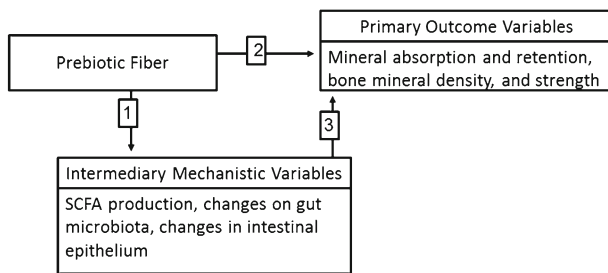 Primary Outcome Variables
Prebiotic Fiber
2
Mineral absorption and retention,
bone mineral density, and strength
1
3
Intermediary Mechanistic Variables
SCFA production, changes on gut
microbiota, changes in intestinal
epithelium